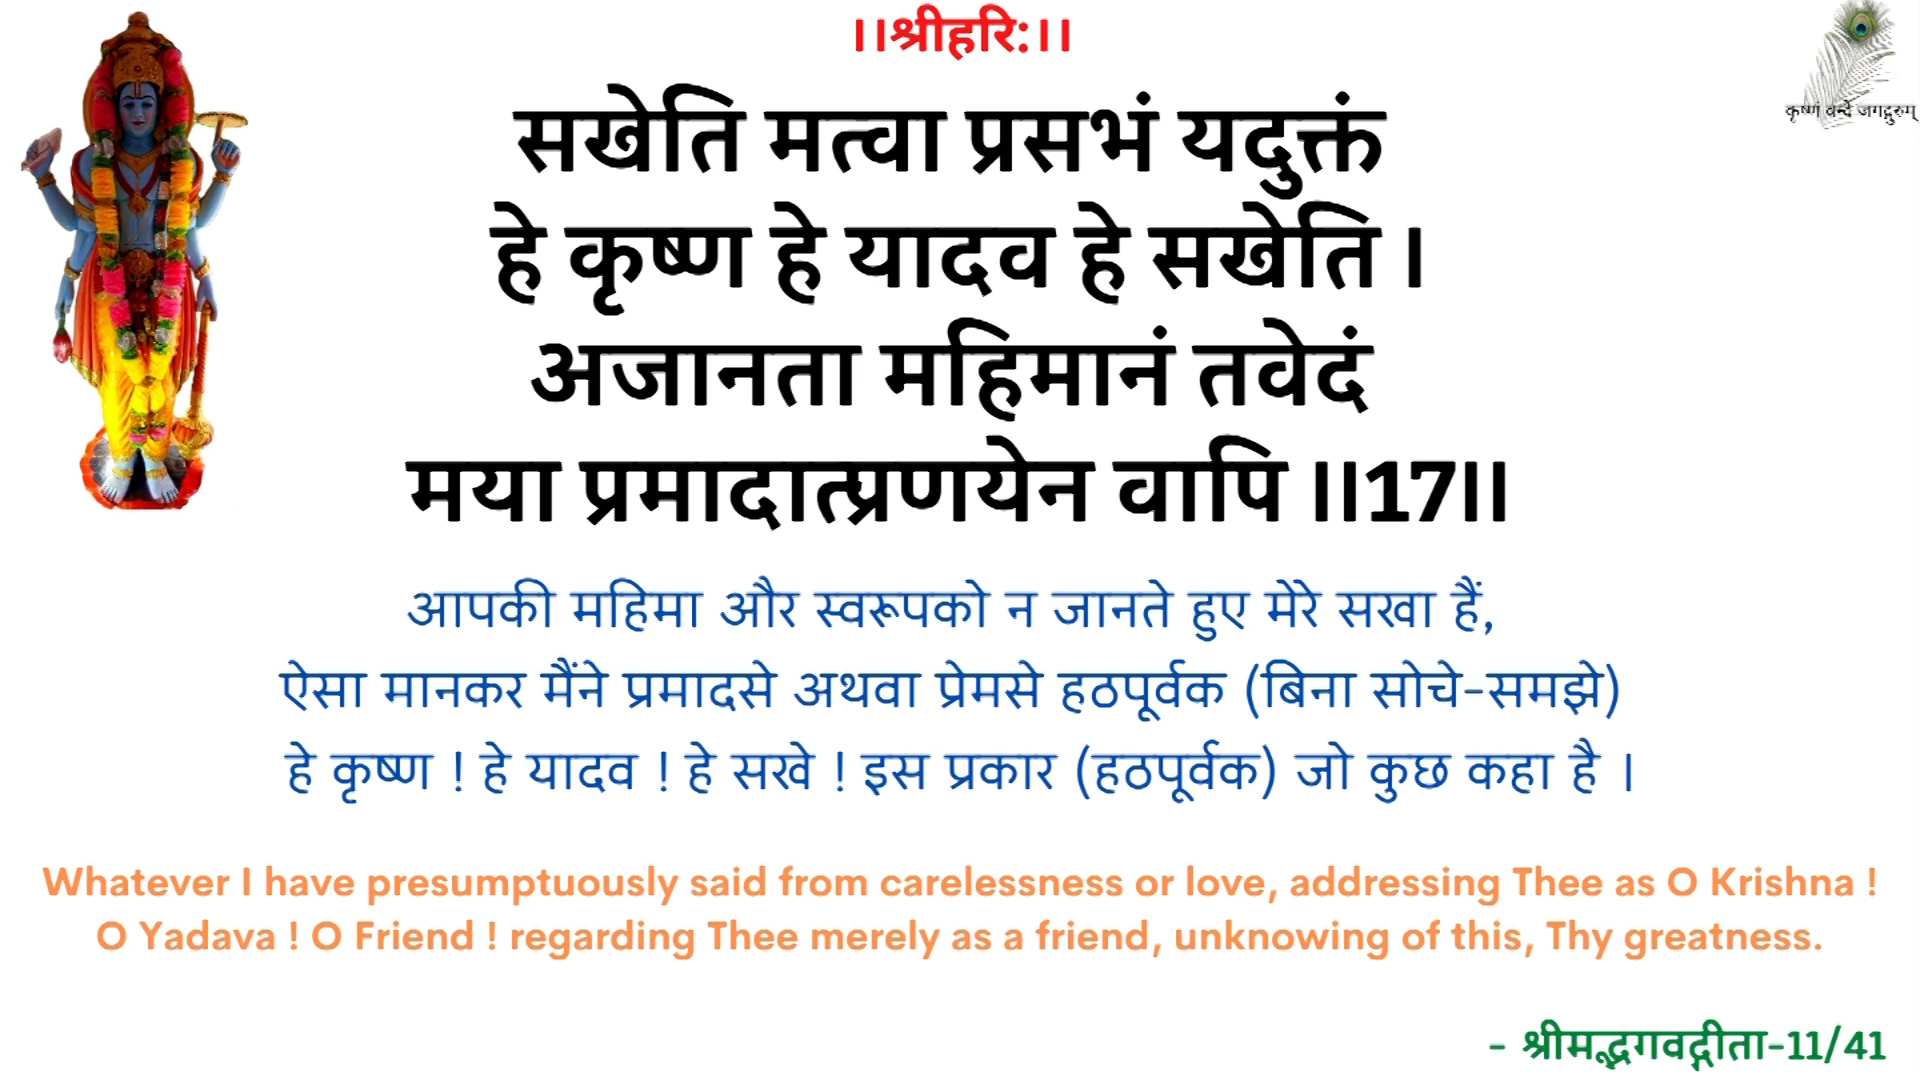 ।।श्रीहरि:।।
कृष्णं वन्दे जगद्गुरुम्
सखेति मत्वा प्रसभं यदुक्तं
हे कृष्ण हे यादव हे सखेति ।
अजानता महिमानं तवेदं
मया प्रमादात्प्रणयेन वापि ।।17।।
आपकी महिमा और स्वरूपको न जानते हुए मेरे सखा हैं,
ऐसा मानकर मैंने प्रमादसे अथवा प्रेमसे हठपूर्वक (बिना सोचे-समझे)
हे कृष्ण ! हे यादव ! हे सखे ! इस प्रकार (हठपूर्वक) जो कुछ कहा है ।
Whatever I have presumptuously said from carelessness or love, addressing Thee as O Krishna !
O Yadava ! O Friend ! regarding Thee merely as a friend, unknowing of this, Thy greatness.
- श्रीमद्भगवद्गीता-11/41